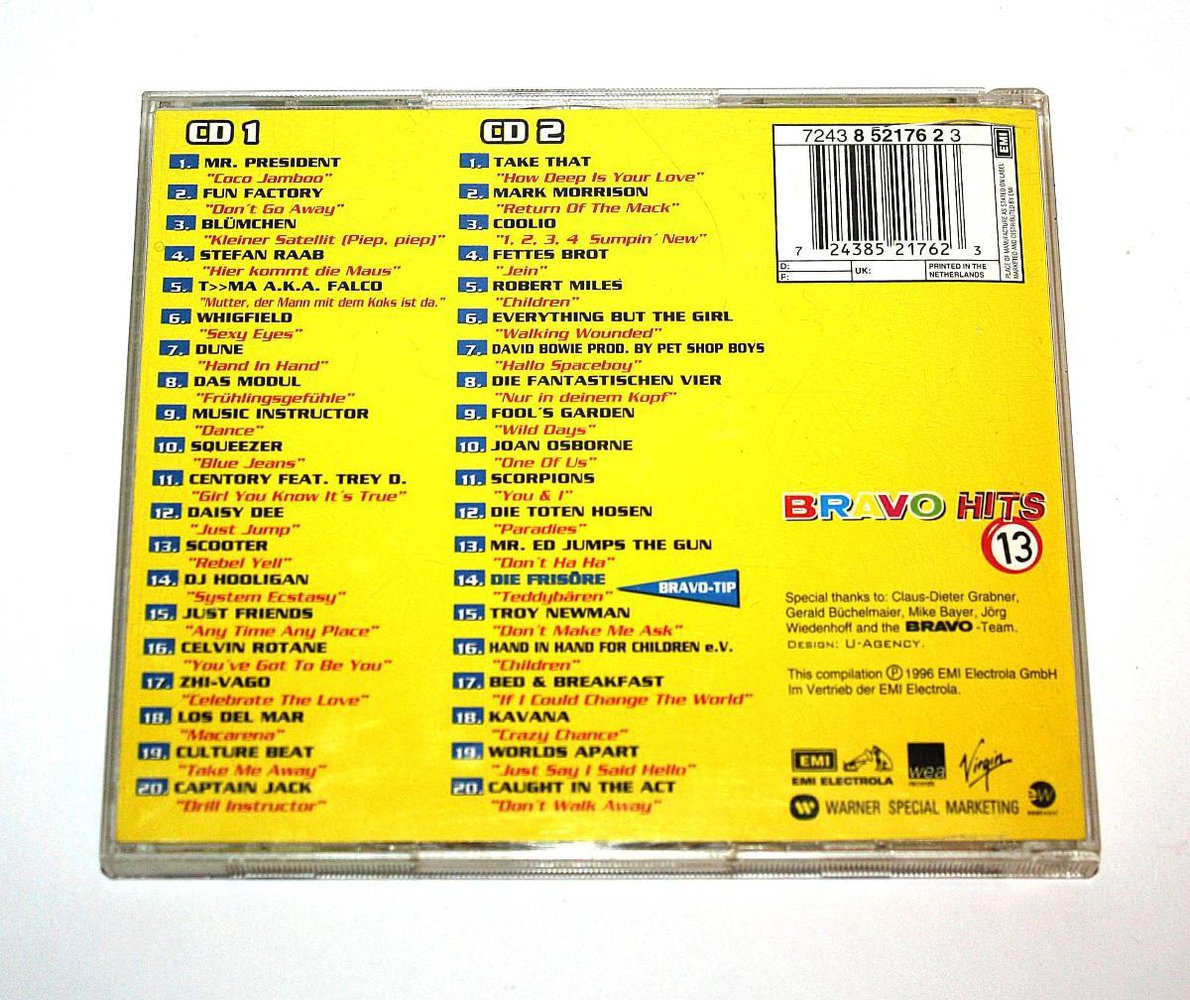 CD 1
1. MR. PRESIDENT
"Coco Jamboo"
2. FUN FACTORY
"Don´t Go Away"
3. BLÜMCHEN
"Kleiner Satellit (Piep, piep)"
4. STEFAN RAAB
"Hier kommt die Maus"
5. T>>MA A.K.A. FALCO
"Mutter, der Mann mit dem Koks ist da."
6. WHIGFIELD
"Sexy Eyes"
7. DUNE
"Hand In Hand"
8. DAS MODUL
"Frühlingsgefühle"
9. MUSIC INSTRUCTOR
"Dance"
10. SQUEEZER
"Blue Jeans"
11. CENTORY FEAT. TREY D.
"Girl You Know It´s True"
12. DAISY DEE
"Just Jump"
13. SCOOTER
"Rebel Yell"
14. DJ HOOLIGAN
"System Ecstasy"
15. JUST FRIENDS
"Any Time Any Place"
16. CELVIN ROTANE
"You´ve Got To Be You"
17. ZHI-VAGO
"Celebrate The Love"
18. LOS DEL MAR
"Macarena"
19. CULTURE BEAT
"Take Me Away"
20. CAPTAIN JACK
"Drill Instructor"
CD 2
1. TAKE THAT
"How Deep Is Your Love"
2. MARK MORRISON
"Return Of The Mack"
3. COOLIO
"1, 2, 3, 4 Sumpin´ New"
4. FETTES BROT
"Jein"
5. ROBERT MILES
"Children"
6. EVERYTHING BUT THE GIRL
"Walking Wounded"
7. DAVID BOWIE PROD. BY PET SHOP BOYS
"Hallo Spaceboy"
8. DIE FANTASTISCHEN VIER
"Nur in deinem Kopf"
9. FOOL´S GARDEN
"Wild Days"
10. JOAN OSBORNE
"One Of Us"
11. SCORPIONS
"You & I"
12. DIE TOTEN HOSEN
"Paradies"
13. MR. ED JUMPS THE GUN
"Don´t Ha Ha"
14. DIE FRISÖRE
"Teddybären"
BRAVO-TIP
15. TROY NEWMAN
"Don´t Make Me Ask"
16. HAND IN HAND FOR CHILDREN e.V.
"Children"
17. BED & BREAKFAST
"If I Could Change The World"
18. KAVANA
"Crazy Chance"
19. WORLDS APART
"Just Say I Said Hello"
20. CAUGHT IN THE ACT
"Don´t Walk Away"
7243 8 52176 2 3
7 24385 21762 3
D:
F:
UK:
PRINTED IN THE
NETHERLANDS
EMI
PLACE OF MANUFACTURE AS STATED ON LABEL
MARKETED AND DISTRIBUTED BY EMI
BRAVO HITS
13
Special thanks to: Claus-Dieter Grabner,
Gerald Büchelmaier, Mike Bayer, Jörg
Wiedenhoff and the BRAVO -Team.
DESIGN: U-AGENCY.
This compilation ℗ 1996 EMI Electrola GmbH
Im Vertrieb der EMI Electrola.
EMI
EMI ELECTROLA
wea
records
Virgin
WARNER SPECIAL MARKETING
ew